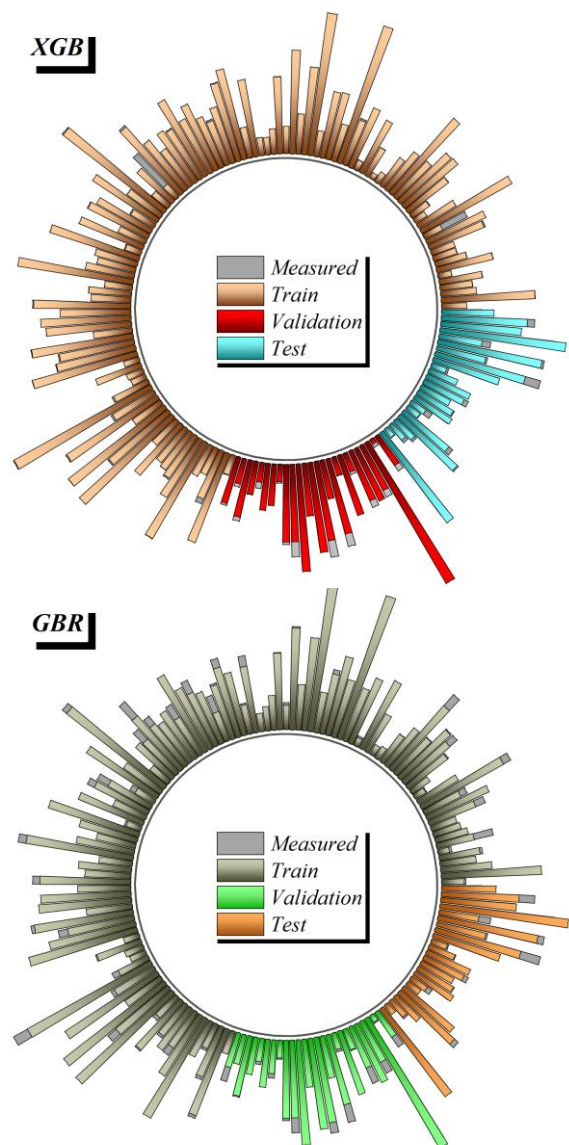 XGB
Measured
Train
Validation
Test
GBR
Measured
Train
Validation
Test